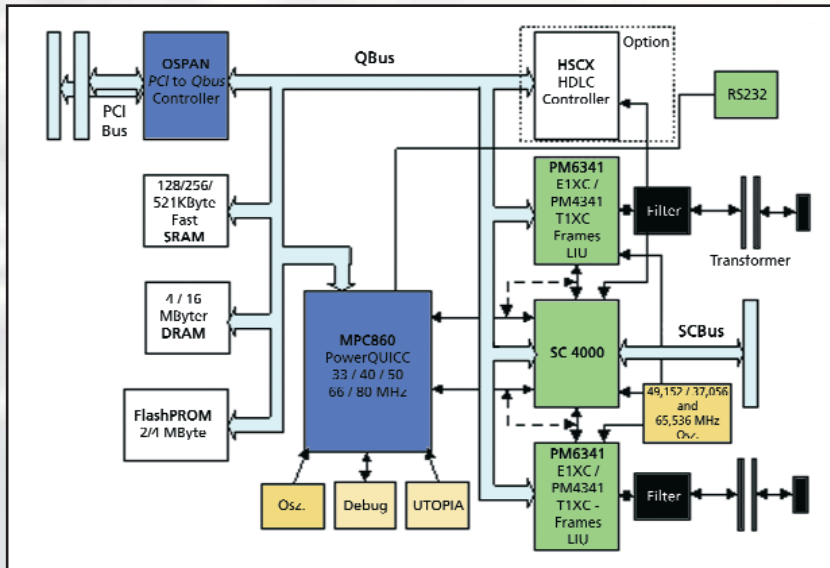 OSPAN
PCI to Qbus
Controller
QBus
HSCX
HDLC
Controller
Option
RS232
PCI
Bus
128/256/
521KByte
Fast
SRAM
PM6341
E1XC /
PM4341
T1XC
Frames
LIU
Filter
Transformer
4 / 16
MByter
DRAM
MPC860
PowerQUICC
33 / 40 / 50
66 / 80 MHz
SC 4000
SCBus
FlashPROM
2/4 MByte
49,152 / 37,056
and
65,536 MHz
Osz.
Osz.
Debug
UTOPIA
PM6341
E1XC /
PM4341
T1XC -
Frames
LIU
Filter